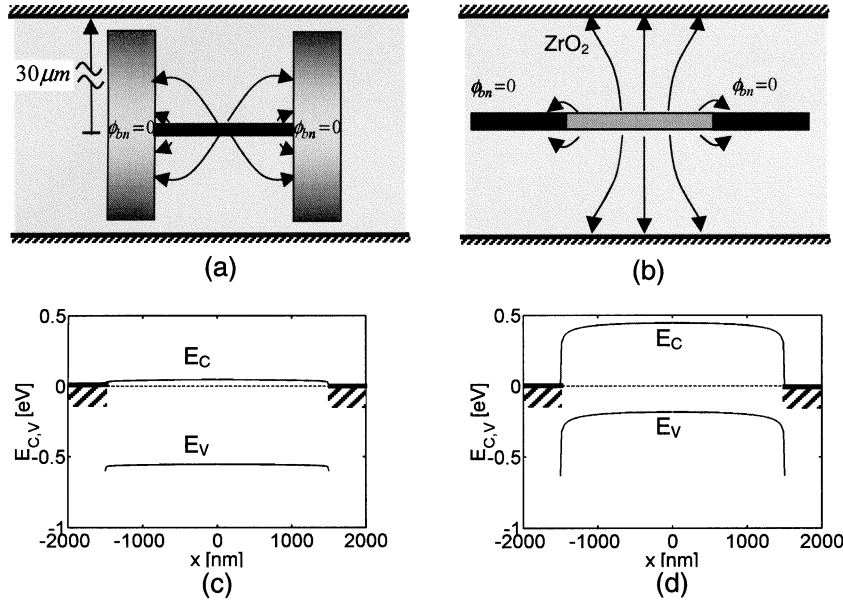 30μm
ϕbn=0
ϕbn=0
(a)
ZrO2
ϕbn=0
ϕbn=0
(b)
0.5
0
-0.5
-1
EC,V [eV]
EC
EV
-2000 -1000 0 1000 2000
x [nm]
(c)
0.5
0
-0.5
-1
EC,V [eV]
EC
EV
-2000 -1000 0 1000 2000
x [nm]
(d)